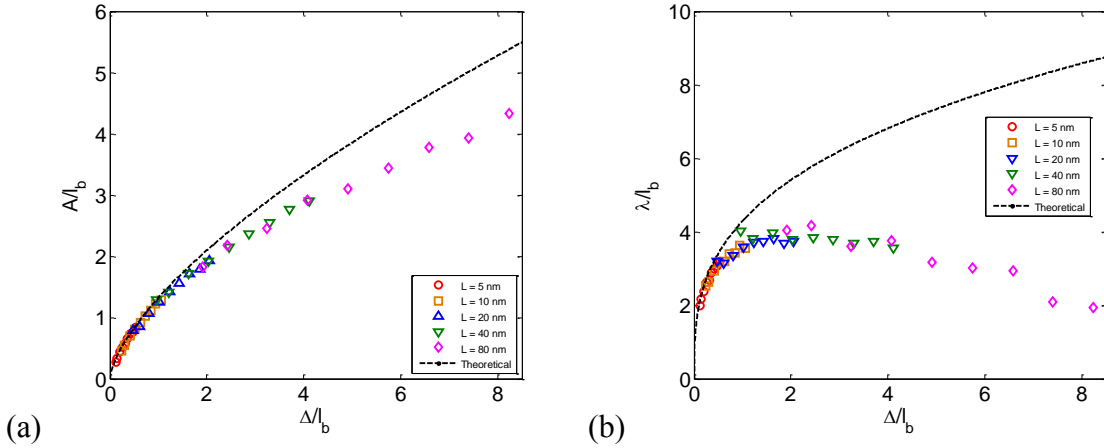 6
5
4
3
2
1
0
A/l_b
0 2 4 6 8
Δ/l_b
L = 5 nm
L = 10 nm
L = 20 nm
L = 40 nm
L = 80 nm
Theoretical
(a)
10
8
6
4
2
0
λ/l_b
0 2 4 6 8
Δ/l_b
L = 5 nm
L = 10 nm
L = 20 nm
L = 40 nm
L = 80 nm
Theoretical
(b)